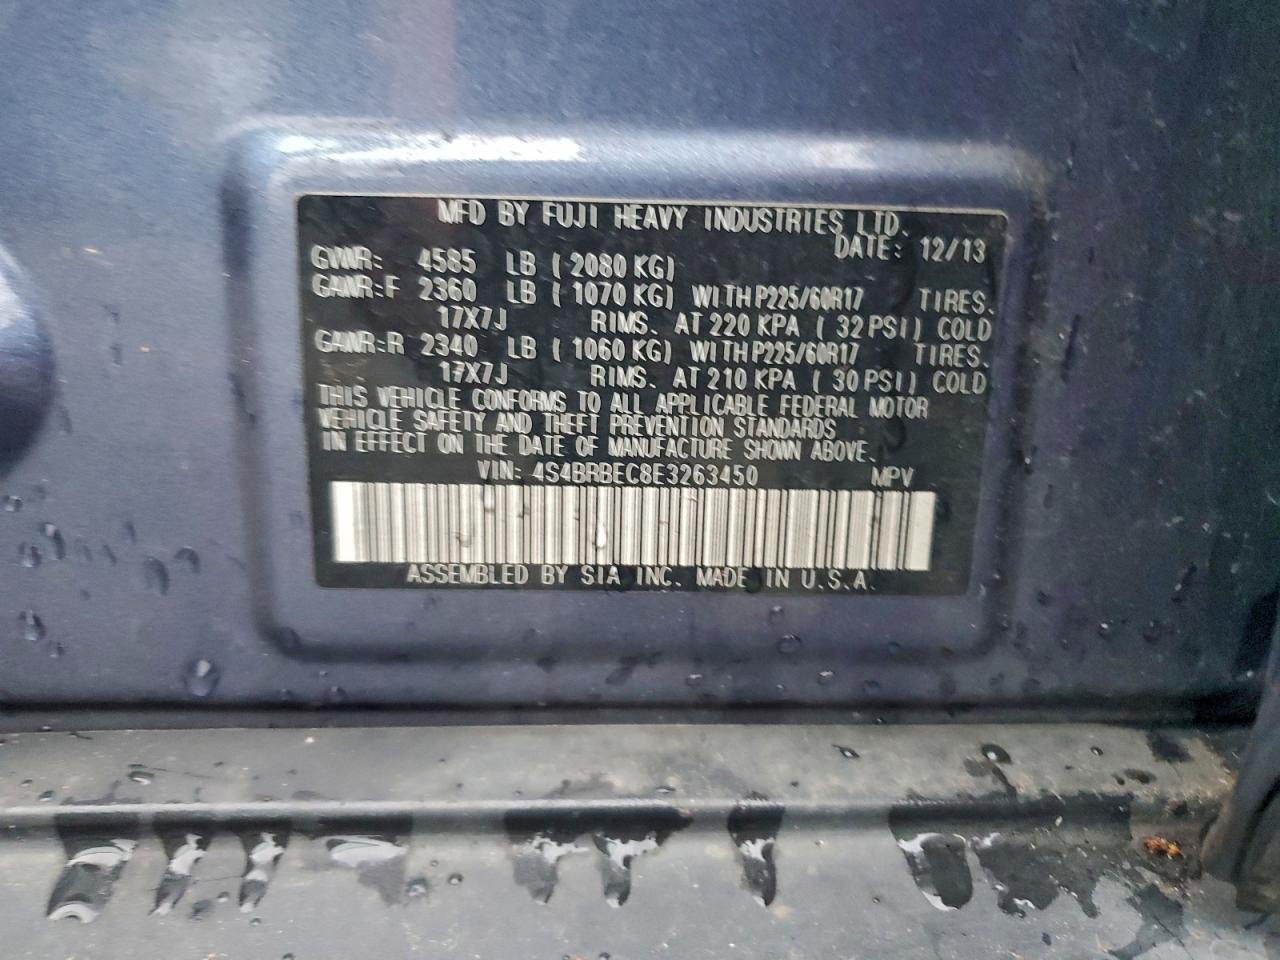 MFD BY FUJI HEAVY INDUSTRIES LTD.
DATE: 12/13
GVWR: 4585 LB ( 2080 KG)
GAWR:F 2360 LB ( 1070 KG) WITH P225/60R17 TIRES.
17X7J RIMS. AT 220 KPA ( 32 PSI) COLD
GAWR:R 2340 LB ( 1060 KG) WITH P225/60R17 TIRES.
17X7J RIMS. AT 210 KPA ( 30 PSI) COLD
THIS VEHICLE CONFORMS TO ALL APPLICABLE FEDERAL MOTOR
VEHICLE SAFETY AND THEFT PREVENTION STANDARDS
IN EFFECT ON THE DATE OF MANUFACTURE SHOWN ABOVE.
VIN: 4S4BRBEC8E3263450 MPV
ASSEMBLED BY SIA INC. MADE IN U.S.A.